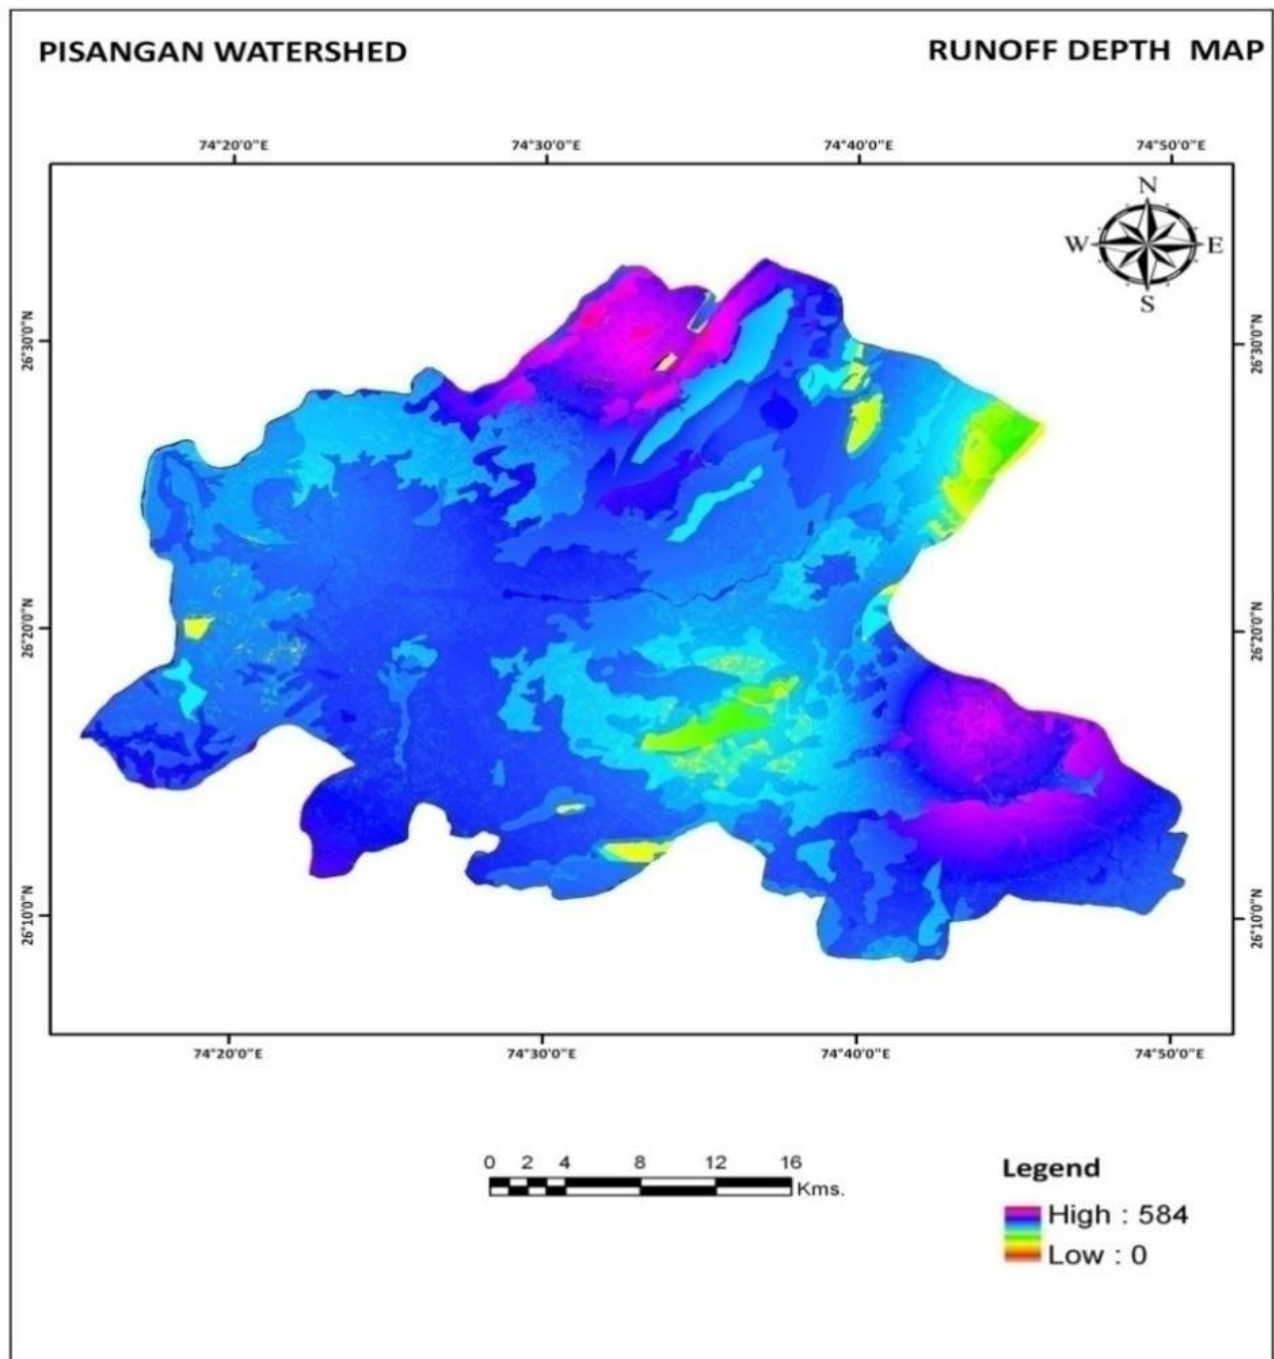 PISANGAN WATERSHED RUNOFF DEPTH MAP
74°20'0"E 74°30'0"E 74°40'0"E 74°50'0"E
N
W E
S
26°30'0"N 26°30'0"N
26°20'0"N 26°20'0"N
26°10'0"N 26°10'0"N
74°20'0"E 74°30'0"E 74°40'0"E 74°50'0"E
0 2 4 8 12 16
Kms.
Legend
High : 584
Low : 0